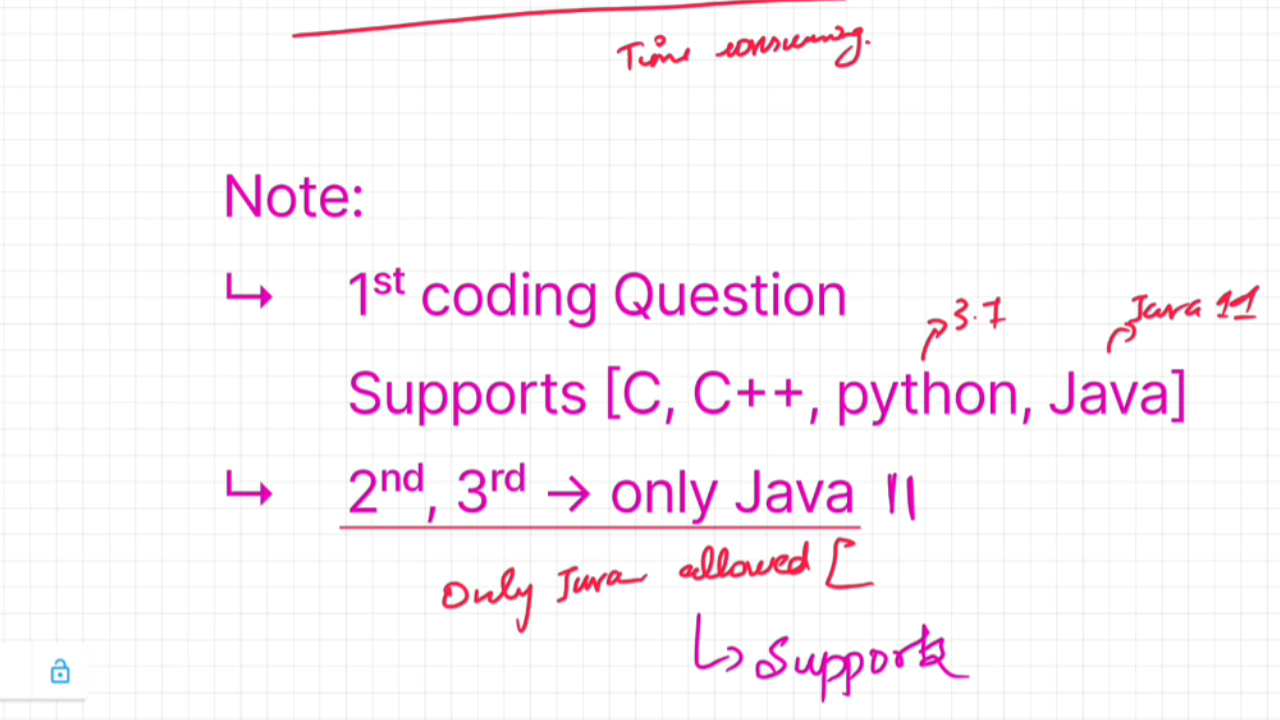 Time consuming.
Note:
↳ 1st coding Question
3.7 Java 11
Supports [C, C++, python, Java]
↳ 2nd, 3rd → only Java 11
Only Java allowed [
↳ Supports